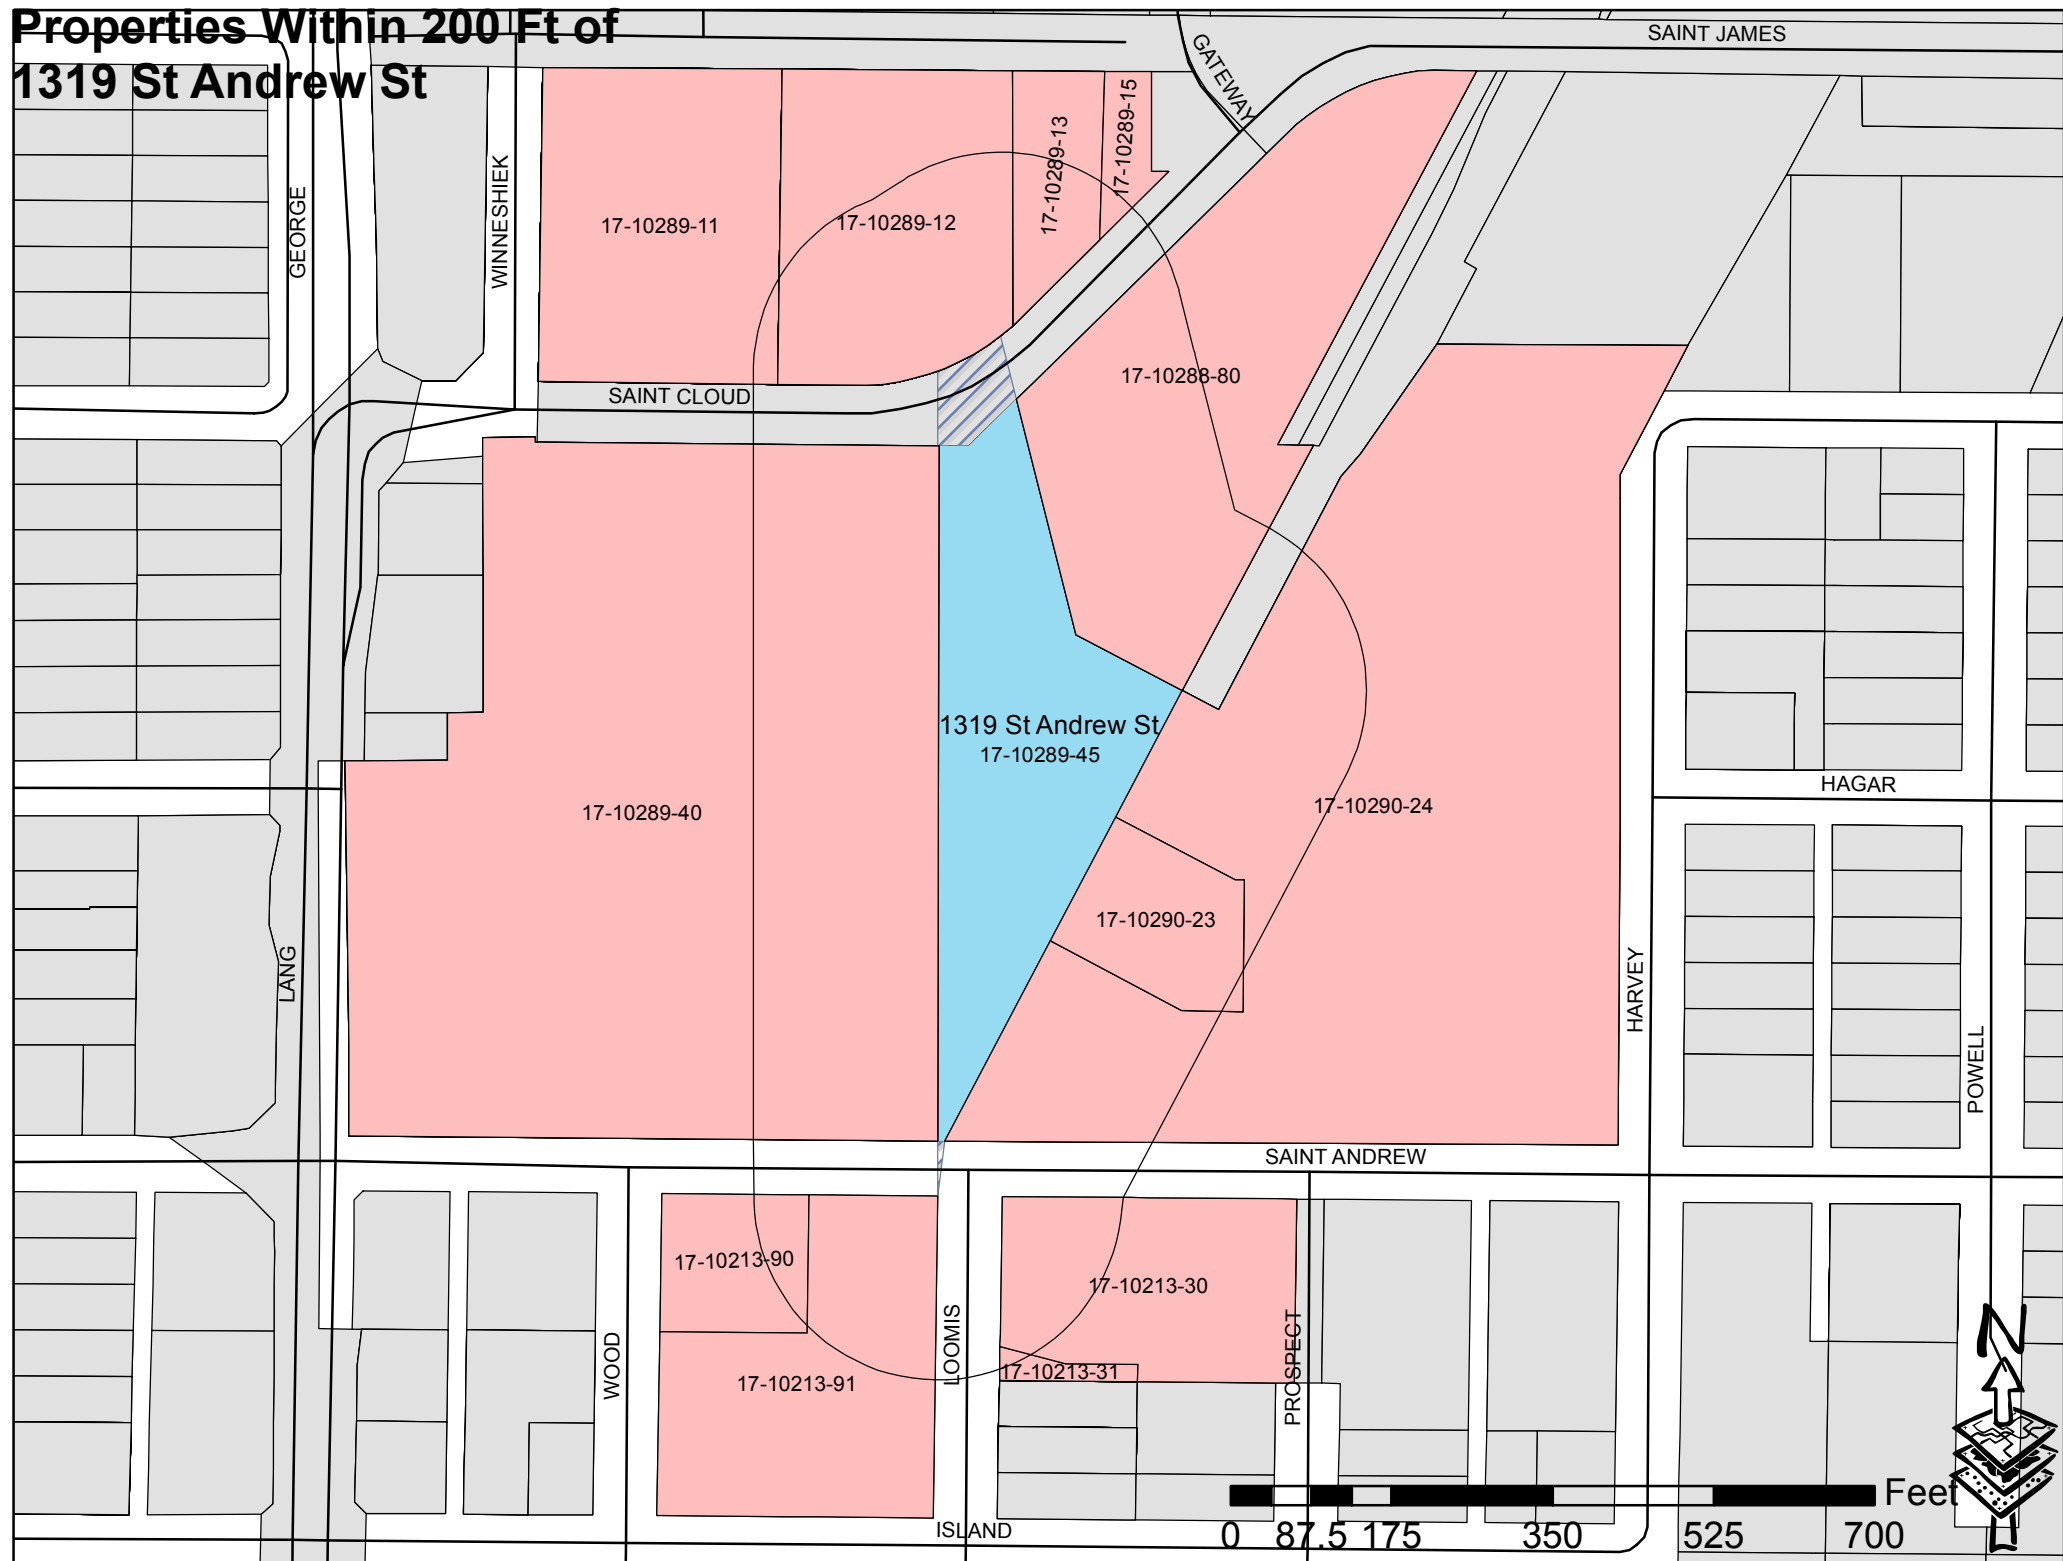 Properties Within 200 Ft of
1319 St Andrew St
SAINT JAMES
GATEWAY
GEORGE
WINNESHIEK
17-10289-11
17-10289-12
17-10289-13
17-10289-15
17-10288-80
SAINT CLOUD
1319 St Andrew St
17-10289-45
17-10289-40
17-10290-24
17-10290-23
HAGAR
LANG
HARVEY
POWELL
SAINT ANDREW
17-10213-90
17-10213-91
17-10213-30
17-10213-31
WOOD
LOOMIS
PROSPECT
ISLAND
N
Feet
0 87.5 175 350 525 700